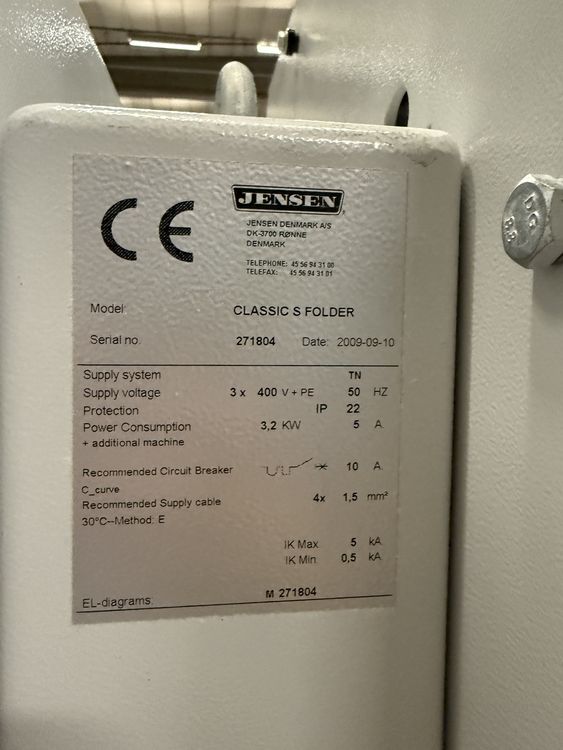 CE
JENSEN
JENSEN DENMARK A/S
DK-3700 RØNNE
DENMARK
TELEPHONE: 45 56 94 31 00
TELEFAX: 45 56 94 31 01
Model: CLASSIC S FOLDER
Serial no. 271804 Date: 2009-09-10
Supply system TN
Supply voltage 3 x 400 V + PE 50 HZ
Protection IP 22
Power Consumption 3,2 KW 5 A.
+ additional machine
Recommended Circuit Breaker 10 A.
C_curve
Recommended Supply cable 4x 1,5 mm²
30°C--Method: E
IK Max. 5 kA
IK Min. 0,5 kA
EL-diagrams: M 271804
8.8